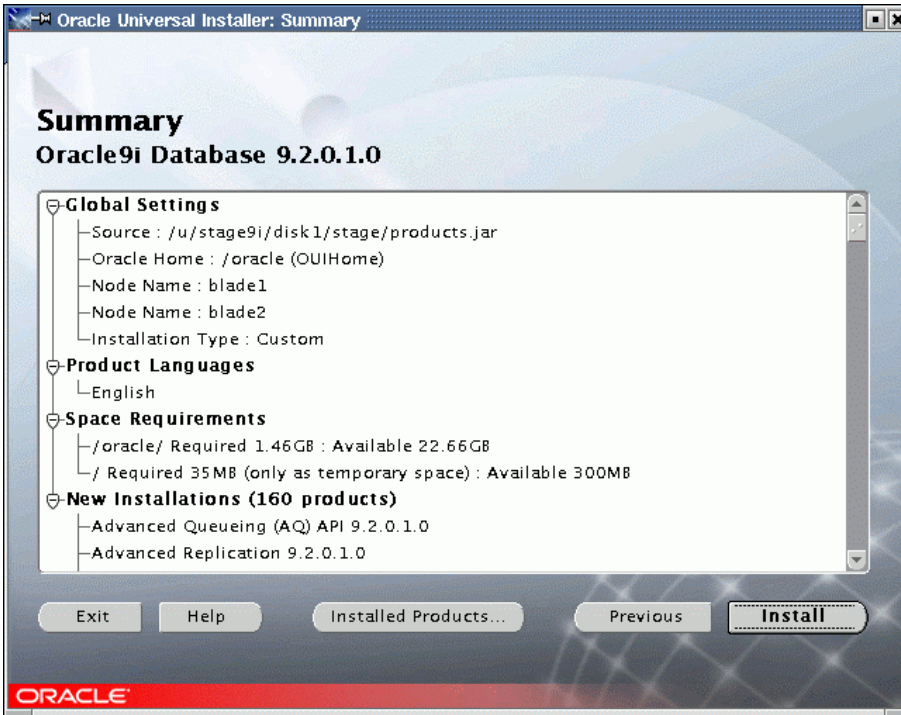 Oracle Universal Installer: Summary
Summary
Oracle9i Database 9.2.0.1.0
Global Settings
Source : /u/stage9i/disk1/stage/products.jar
Oracle Home : /oracle (OUIHome)
Node Name : blade1
Node Name : blade2
Installation Type : Custom
Product Languages
English
Space Requirements
/oracle/ Required 1.46GB : Available 22.66GB
/ Required 35MB (only as temporary space) : Available 300MB
New Installations (160 products)
Advanced Queueing (AQ) API 9.2.0.1.0
Advanced Replication 9.2.0.1.0
Exit Help Installed Products... Previous Install
ORACLE